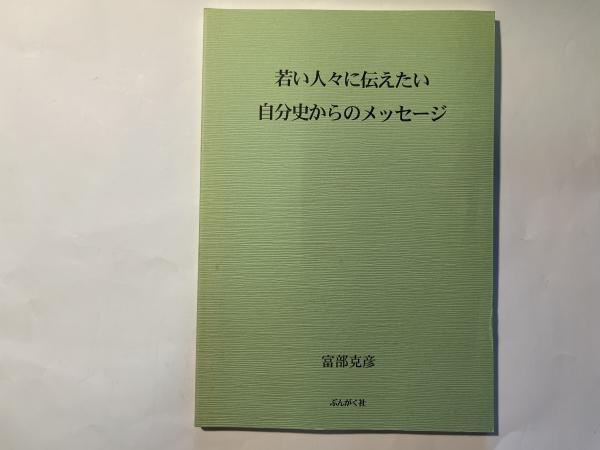 若い人々に伝えたい
自分史からのメッセージ
富部克彦
ぶんがく社